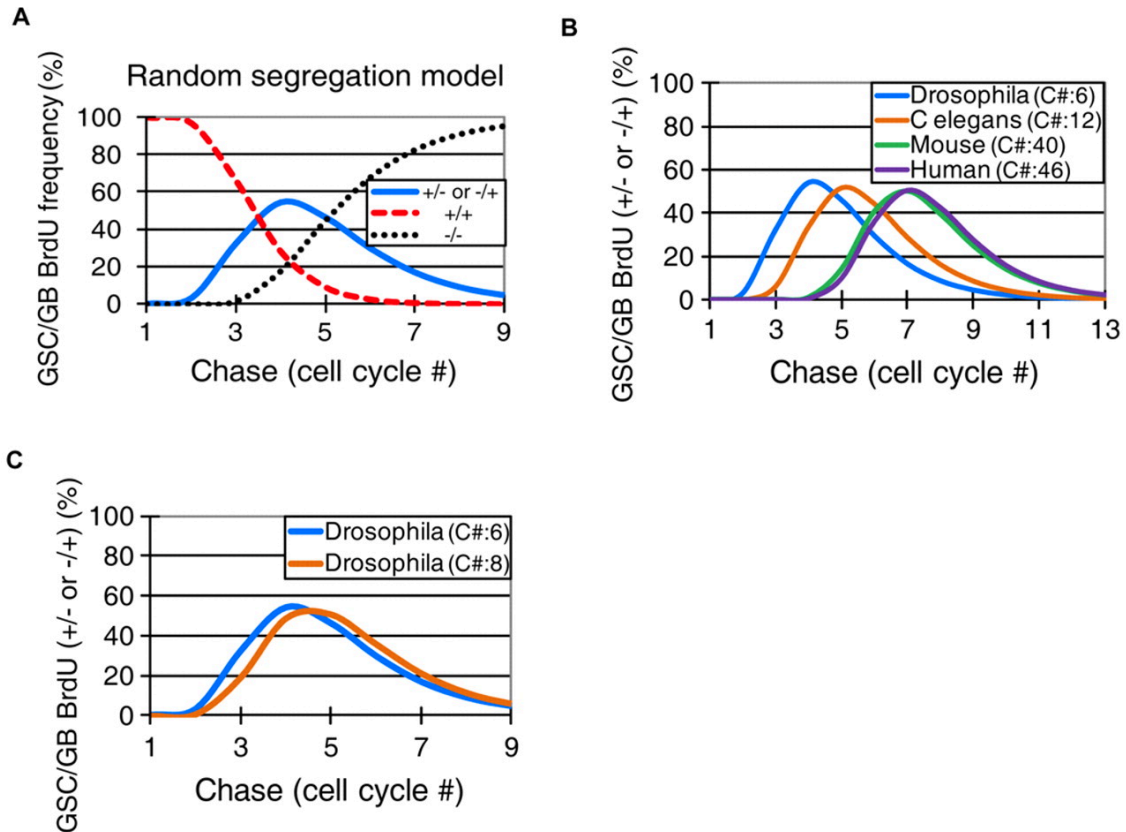 A
Random segregation model
GSC/GB BrdU frequency (%)
100
80
60
40
20
0
+/- or -/+
+/+
-/-
1 3 5 7 9
Chase (cell cycle #)
B
GSC/GB BrdU (+/- or -/+) (%)
100
80
60
40
20
0
Drosophila (C#:6)
C elegans (C#:12)
Mouse (C#:40)
Human (C#:46)
1 3 5 7 9 11 13
Chase (cell cycle #)
C
GSC/GB BrdU (+/- or -/+) (%)
100
80
60
40
20
0
Drosophila (C#:6)
Drosophila (C#:8)
1 3 5 7 9
Chase (cell cycle #)